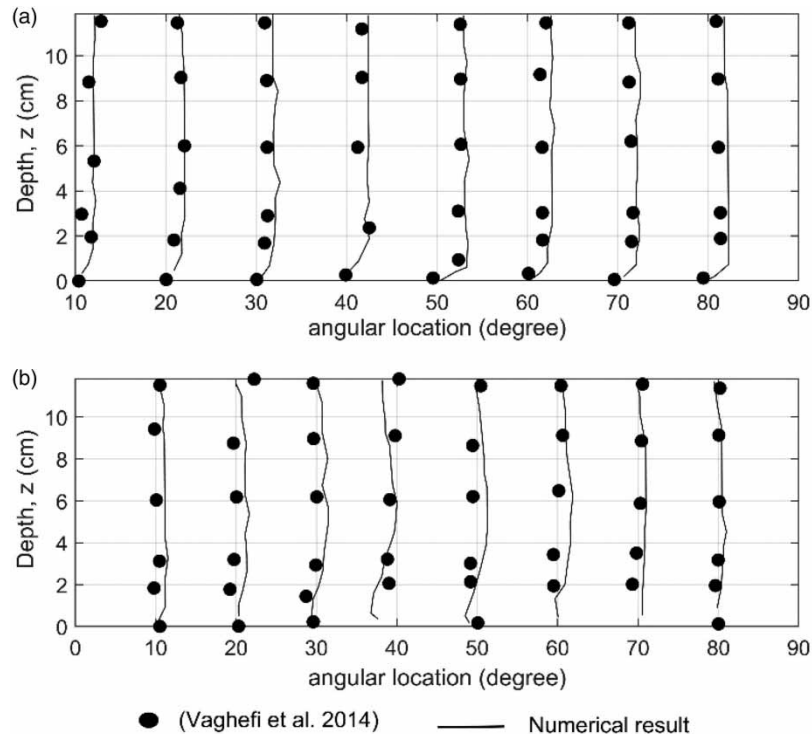 (a)
Depth, z (cm)
10
8
6
4
2
0
10 20 30 40 50 60 70 80 90
angular location (degree)
(b)
Depth, z (cm)
10
8
6
4
2
0
0 10 20 30 40 50 60 70 80 90
angular location (degree)
(Vaghefi et al. 2014) Numerical result